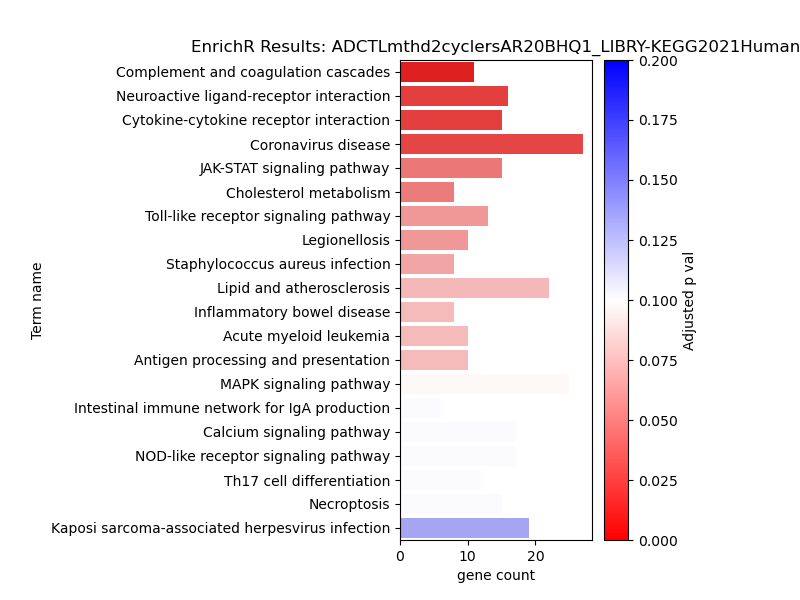 EnrichR Results: ADCTLmthd2cyclersAR20BHQ1_LIBRY-KEGG2021Human
Term name
Complement and coagulation cascades
Neuroactive ligand-receptor interaction
Cytokine-cytokine receptor interaction
Coronavirus disease
JAK-STAT signaling pathway
Cholesterol metabolism
Toll-like receptor signaling pathway
Legionellosis
Staphylococcus aureus infection
Lipid and atherosclerosis
Inflammatory bowel disease
Acute myeloid leukemia
Antigen processing and presentation
MAPK signaling pathway
Intestinal immune network for IgA production
Calcium signaling pathway
NOD-like receptor signaling pathway
Th17 cell differentiation
Necroptosis
Kaposi sarcoma-associated herpesvirus infection
0 10 20
gene count
0.200
0.175
0.150
0.125
0.100
0.075
0.050
0.025
0.000
Adjusted p val